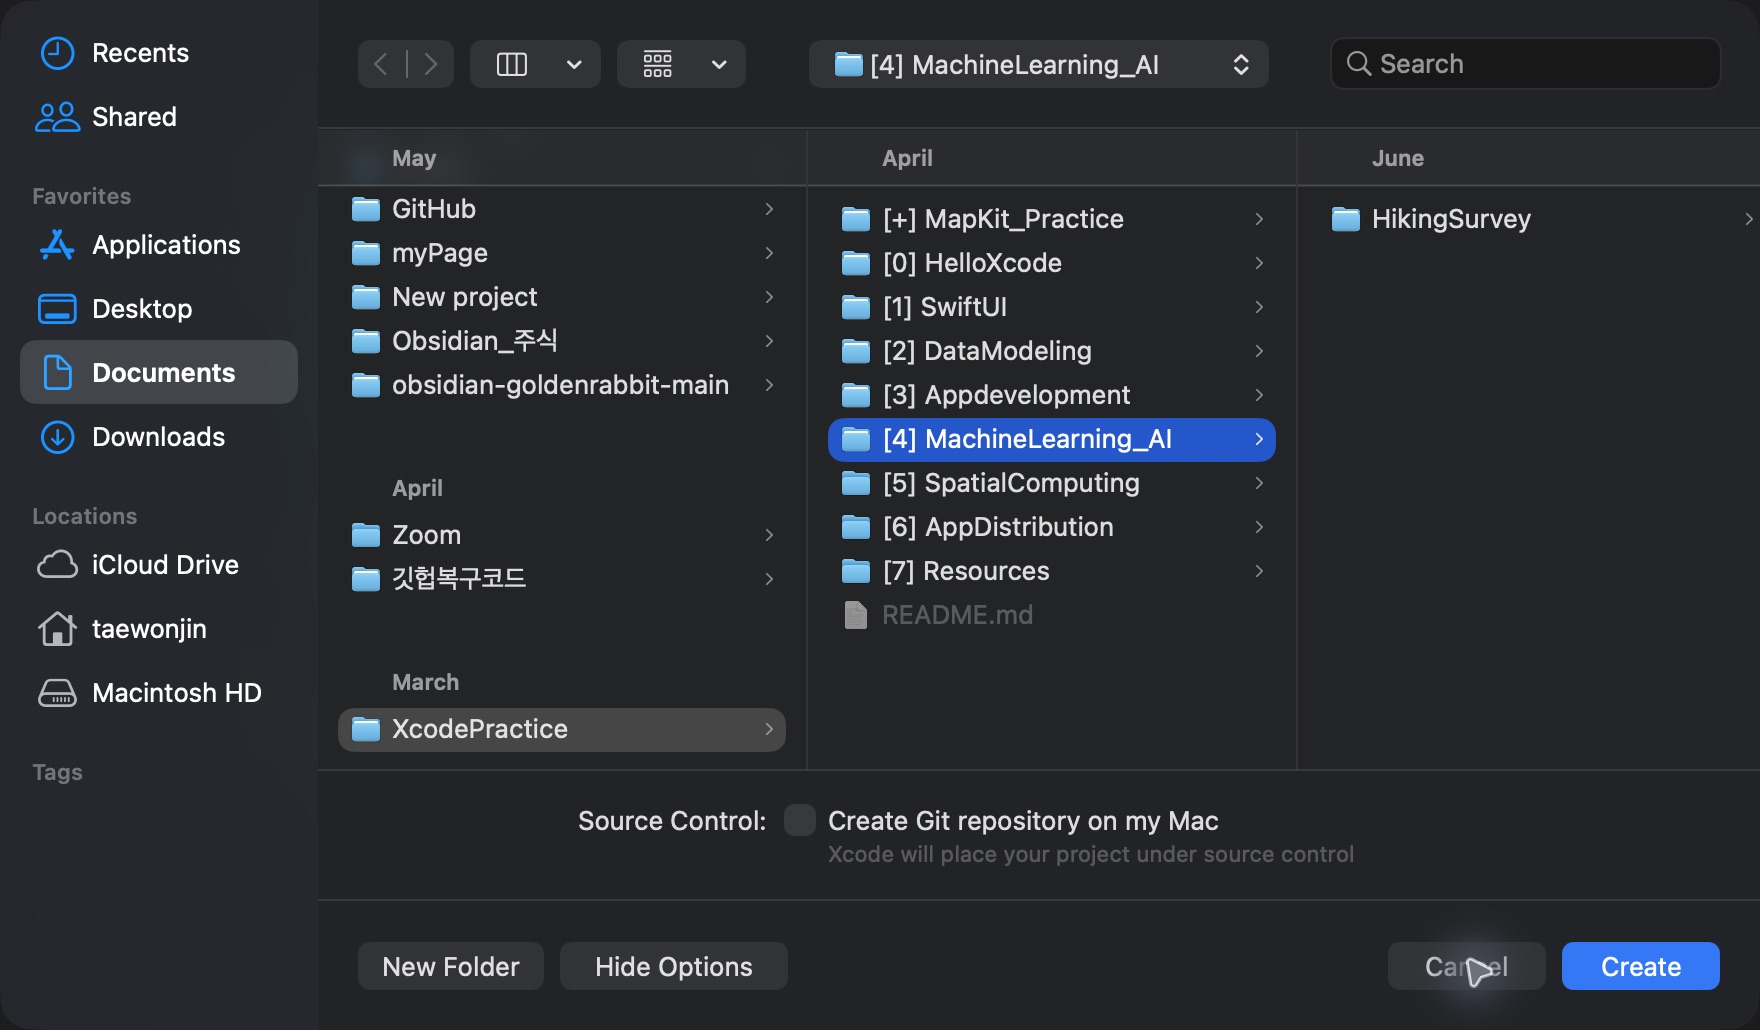 Recents
Shared
Favorites
Applications
Desktop
Documents
Downloads
Locations
iCloud Drive
taewonjin
Macintosh HD
Tags
[4] MachineLearning_AI
Search
May
GitHub
myPage
New project
Obsidian_주식
obsidian-goldenrabbit-main
April
Zoom
깃헙복구코드
March
XcodePractice
April
[+] MapKit_Practice
[0] HelloXcode
[1] SwiftUI
[2] DataModeling
[3] Appdevelopment
[4] MachineLearning_AI
[5] SpatialComputing
[6] AppDistribution
[7] Resources
README.md
June
HikingSurvey
Source Control: Create Git repository on my Mac
Xcode will place your project under source control
New Folder
Hide Options
Cancel
Create